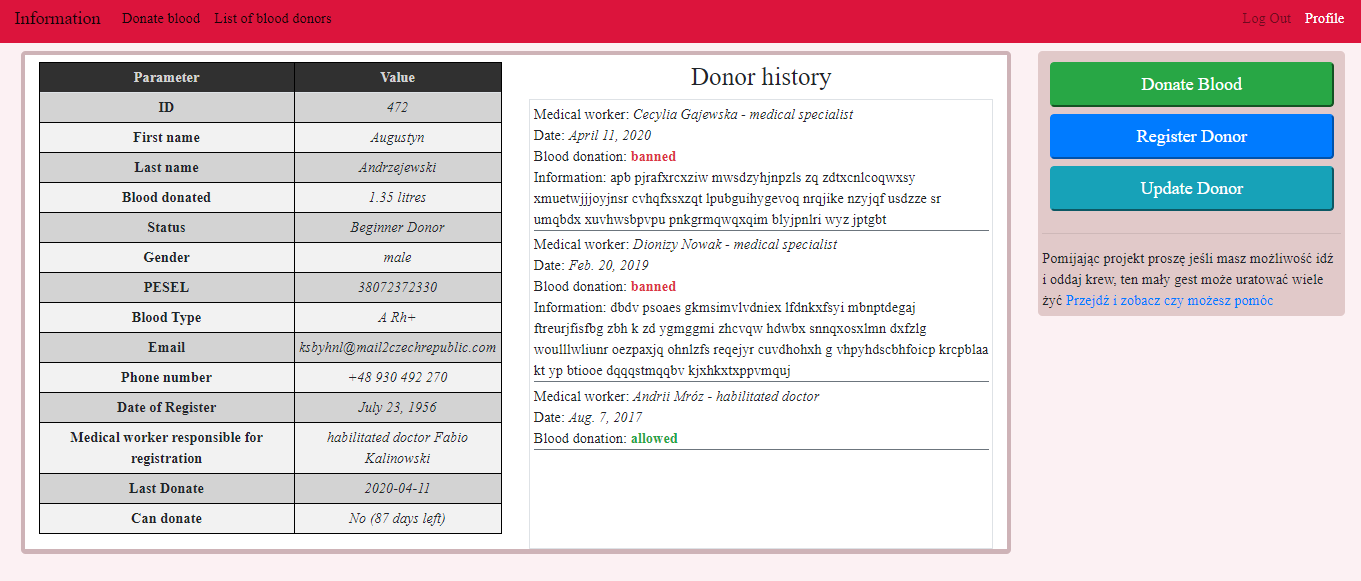 Information Donate blood List of blood donors Log Out Profile
Parameter Value
ID 472
First name Augustyn
Last name Andrzejewski
Blood donated 1.35 litres
Status Beginner Donor
Gender male
PESEL 38072372330
Blood Type A Rh+
Email ksbyhnl@mail2czechrepublic.com
Phone number +48 930 492 270
Date of Register July 23, 1956
Medical worker responsible for
registration
habilitated doctor Fabio
Kalinowski
Last Donate 2020-04-11
Can donate No (87 days left)
Donor history
Medical worker: Cecylia Gajewska - medical specialist
Date: April 11, 2020
Blood donation: banned
Information: apb pjrafxrcxziw mwsdzyhjnpzls zq zdtxcnlcoqwxsy
xmuetwjjjoyjnsr cvhqfxsxzqt lpubguihygevoq nrqjike nzyjqf usdzze sr
umqbdx xuvhwsbpvpu pnkgrmqwqxqim blyjpnlri wyz jptgbt
Medical worker: Dionizy Nowak - medical specialist
Date: Feb. 20, 2019
Blood donation: banned
Information: dbdv psoaes gkmsimvlvdniex lfdnkxfsyi mbnptdegaj
ftreurjfisfbg zbh k zd ygmggmi zhcvqw hdwbx snnqxosxlmn dxfzlg
woulllwliunr oezpaxjq ohnlzfs reqejyr cuvdhohxh g vhpyhdscbhfoicp krcpblaa
kt yp btiooe dqqqstmqqbv kjxhkxtxppvmquj
Medical worker: Andrii Mróz - habilitated doctor
Date: Aug. 7, 2017
Blood donation: allowed
Donate Blood
Register Donor
Update Donor
Pomijając projekt proszę jeśli masz możliwość idź
i oddaj krew, ten mały gest może uratować wiele
żyć Przejdź i zobacz czy możesz pomóc